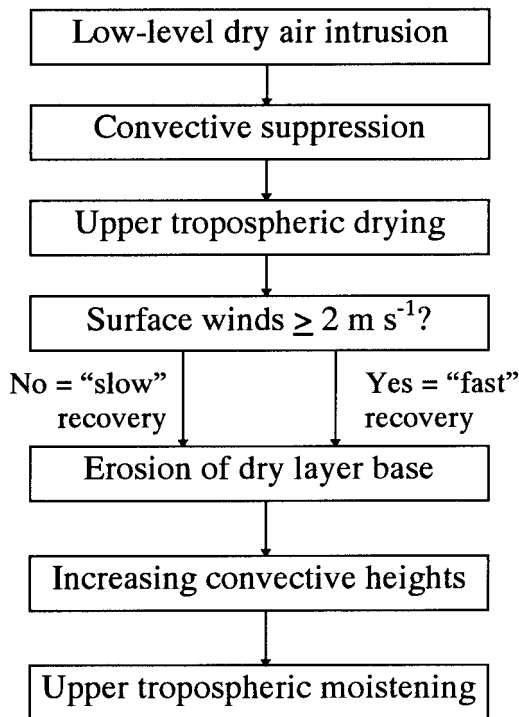 Low-level dry air intrusion
Convective suppression
Upper tropospheric drying
Surface winds ≥ 2 m s⁻¹?
No = “slow”
recovery
Yes = “fast”
recovery
Erosion of dry layer base
Increasing convective heights
Upper tropospheric moistening